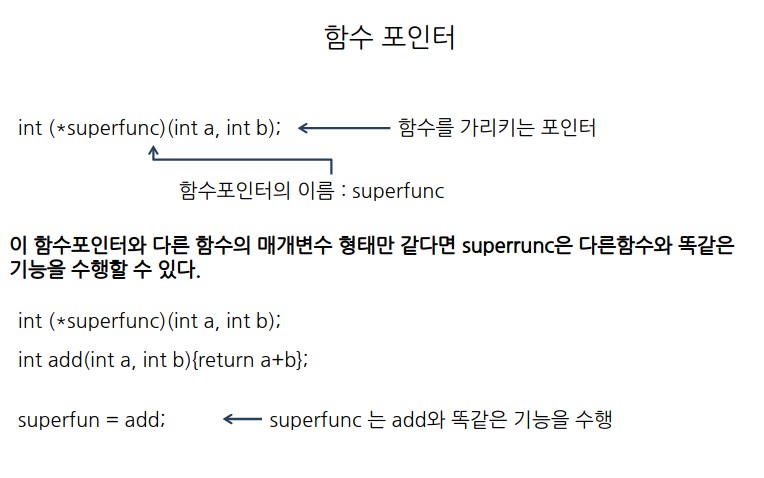 함수 포인터
int (*superfunc)(int a, int b);  함수를 가리키는 포인터
함수포인터의 이름 : superfunc
이 함수포인터와 다른 함수의 매개변수 형태만 같다면 superrunc은 다른함수와 똑같은
기능을 수행할 수 있다.
int (*superfunc)(int a, int b);
int add(int a, int b){return a+b};
superfun = add;  superfunc 는 add와 똑같은 기능을 수행